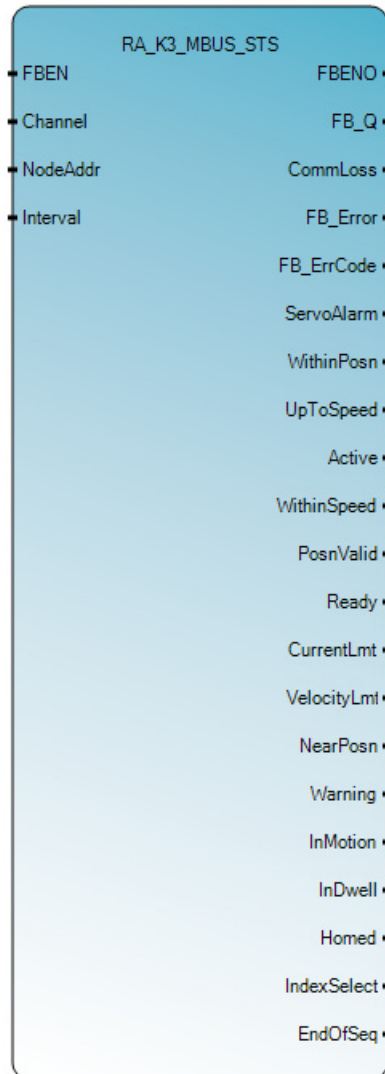 RA_K3_MBUS_STS
FBEN FBENO
Channel FB_Q
NodeAddr CommLoss
Interval FB_Error
FB_ErrCode
ServoAlarm
WithinPosn
UpToSpeed
Active
WithinSpeed
PosnValid
Ready
CurrentLmt
VelocityLmt
NearPosn
Warning
InMotion
InDwell
Homed
IndexSelect
EndOfSeq